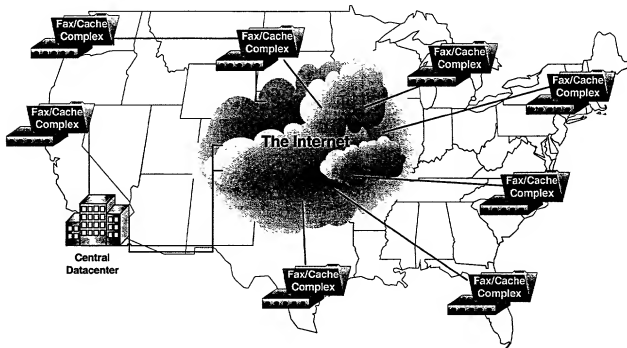 Fax/Cache
Complex
Fax/Cache
Complex
Fax/Cache
Complex
Fax/Cache
Complex
Fax/Cache
Complex
The Internet
Fax/Cache
Complex
Central
Datacenter
Fax/Cache
Complex
Fax/Cache
Complex